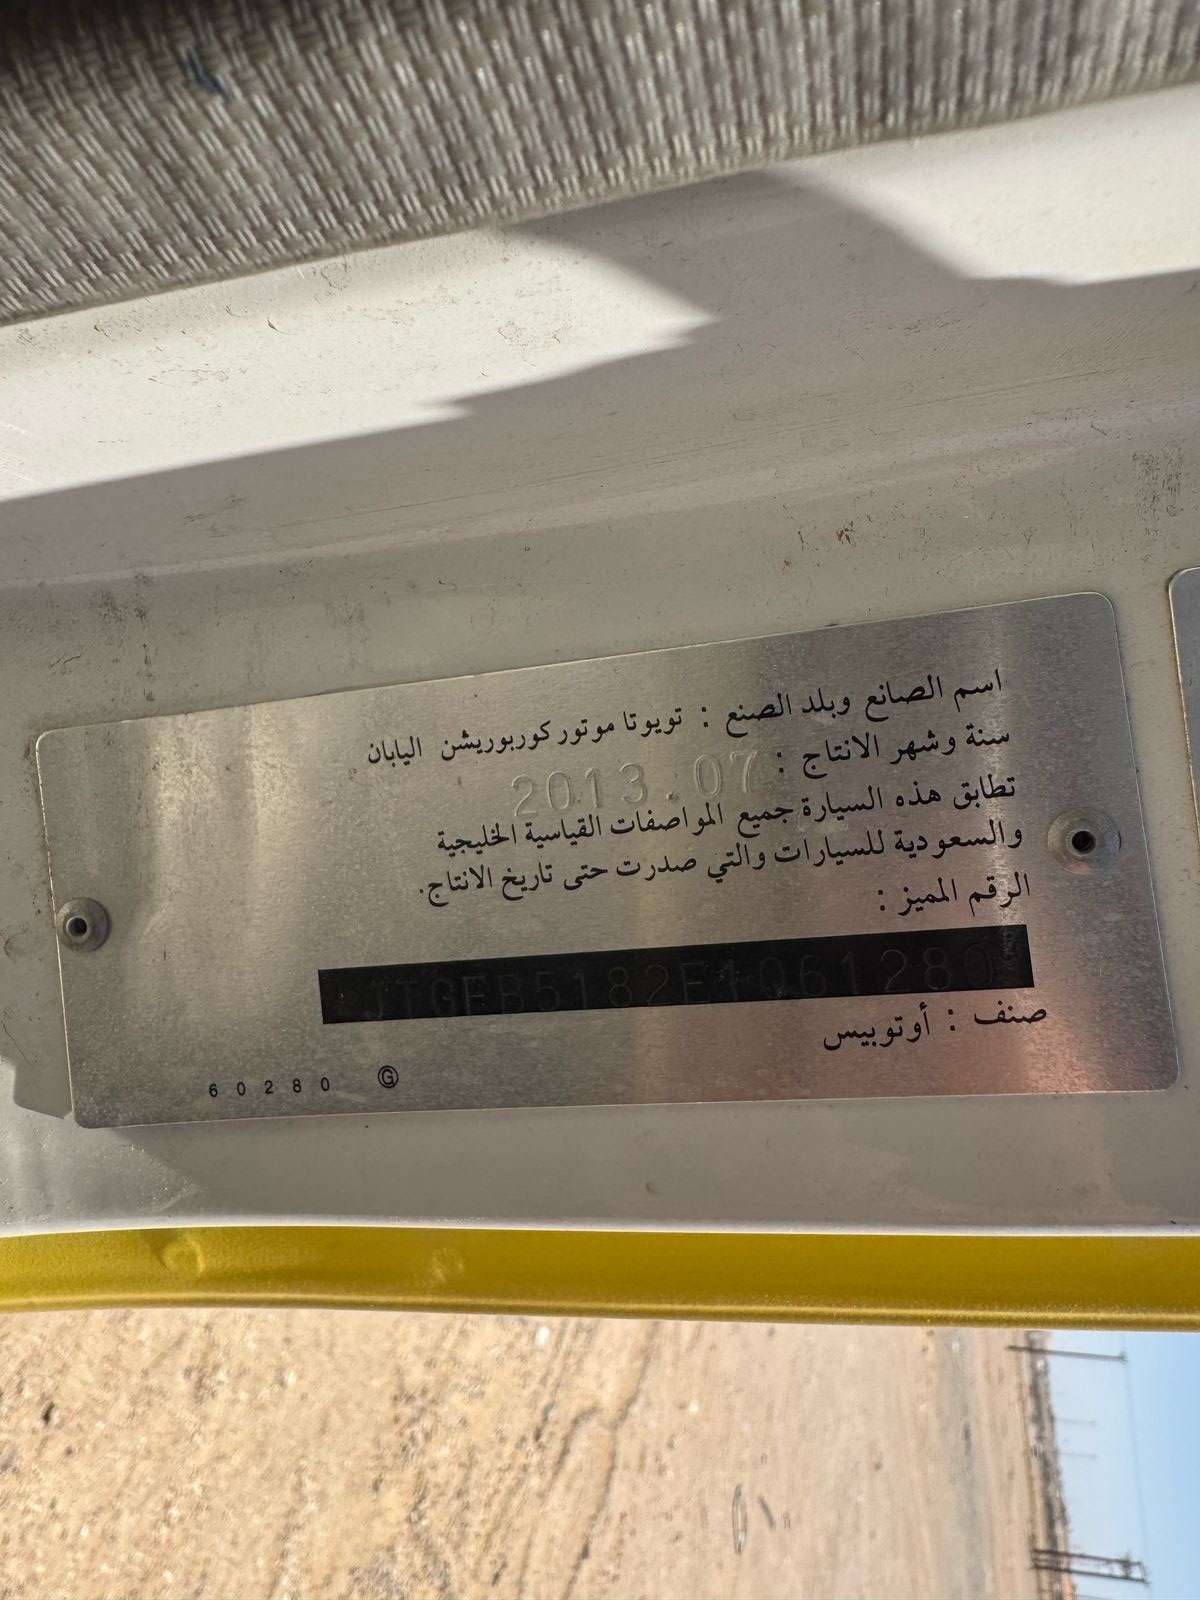 اسم الصانع وبلد الصنع : تويوتا موتور كوربوريشن اليابان
سنة وشهر الانتاج : 2013.07
تطابق هذه السيارة جميع المواصفات القياسية الخليجية
والسعودية للسيارات والتي صدرت حتى تاريخ الانتاج.
الرقم المميز :
صنف : أوتوبيس
60280 G